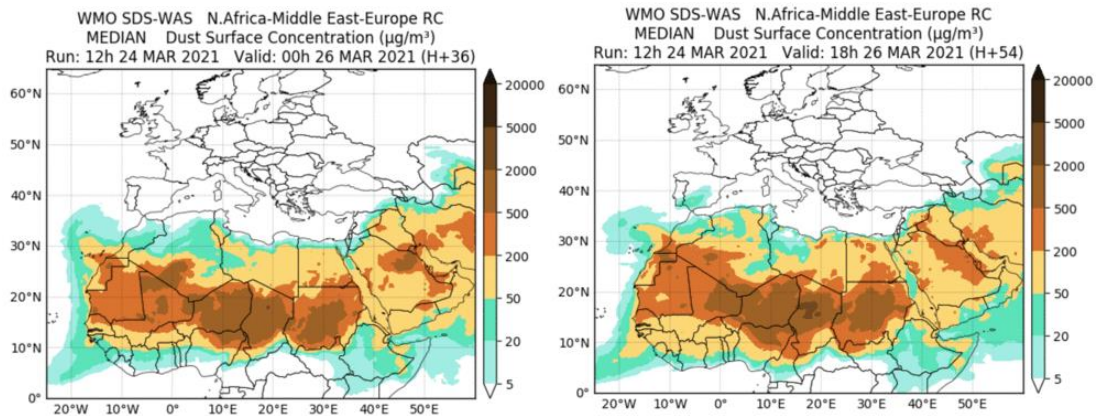 WMO SDS-WAS N.Africa-Middle East-Europe RC
MEDIAN Dust Surface Concentration (µg/m³)
Run: 12h 24 MAR 2021 Valid: 00h 26 MAR 2021 (H+36)
60°N
50°N
40°N
30°N
20°N
10°N
0°
20°W
10°W
0°
10°E
20°E
30°E
40°E
50°E
20000
5000
2000
500
200
50
20
5
WMO SDS-WAS N.Africa-Middle East-Europe RC
MEDIAN Dust Surface Concentration (µg/m³)
Run: 12h 24 MAR 2021 Valid: 18h 26 MAR 2021 (H+54)
60°N
50°N
40°N
30°N
20°N
10°N
0°
20°W
10°W
0°
10°E
20°E
30°E
40°E
50°E
20000
5000
2000
500
200
50
20
5